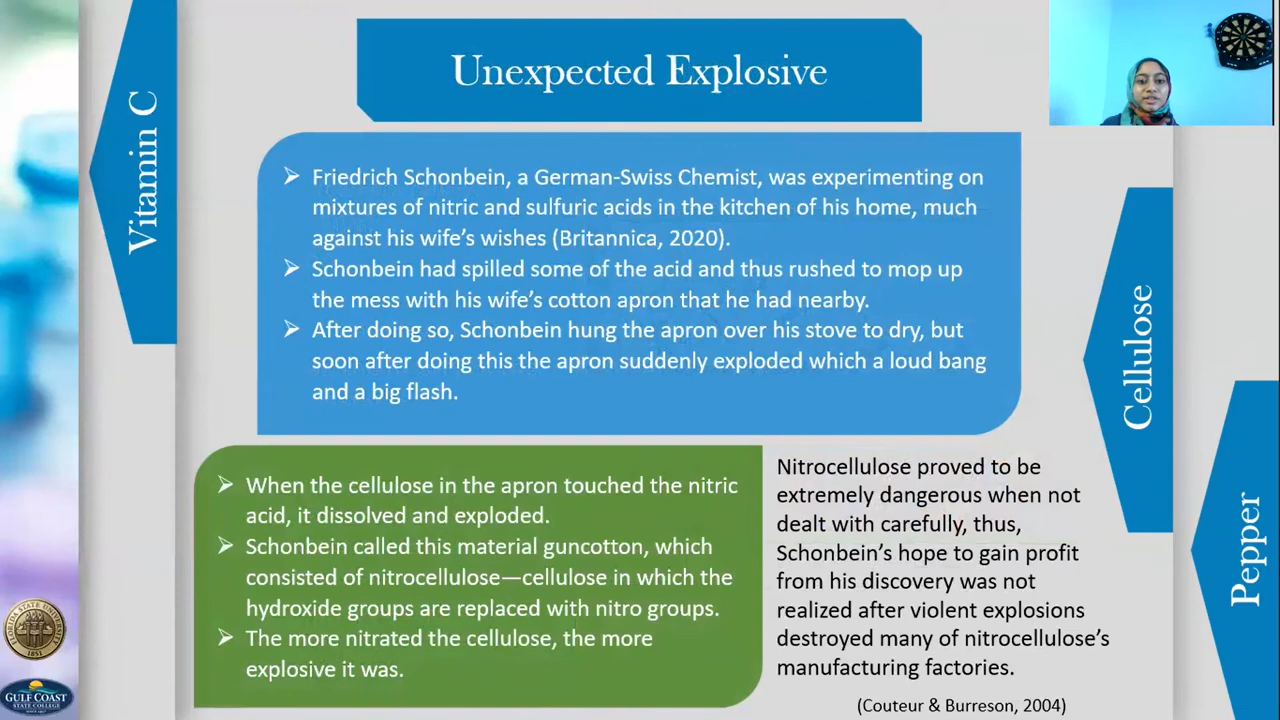 Unexpected Explosive
Vitamin C
➢ Friedrich Schonbein, a German-Swiss Chemist, was experimenting on
mixtures of nitric and sulfuric acids in the kitchen of his home, much
against his wife's wishes (Britannica, 2020).
➢ Schonbein had spilled some of the acid and thus rushed to mop up
the mess with his wife's cotton apron that he had nearby.
➢ After doing so, Schonbein hung the apron over his stove to dry, but
soon after doing this the apron suddenly exploded which a loud bang
and a big flash.
Cellulose
➢ When the cellulose in the apron touched the nitric
acid, it dissolved and exploded.
➢ Schonbein called this material guncotton, which
consisted of nitrocellulose—cellulose in which the
hydroxide groups are replaced with nitro groups.
➢ The more nitrated the cellulose, the more
explosive it was.
Nitrocellulose proved to be
extremely dangerous when not
dealt with carefully, thus,
Schonbein's hope to gain profit
from his discovery was not
realized after violent explosions
destroyed many of nitrocellulose's
manufacturing factories.
(Couteur & Burreson, 2004)
Pepper
FLORIDA STATE UNIVERSITY
1851
GULF COAST
STATE COLLEGE